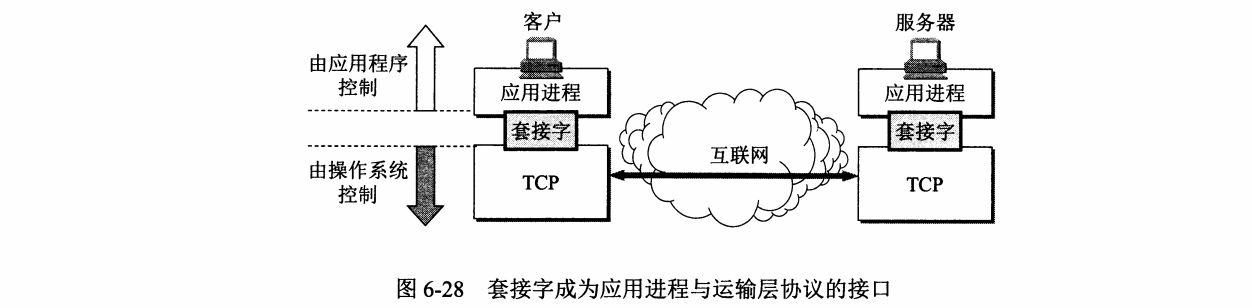 客户
服务器
由应用程序
控制
应用进程
应用进程
套接字
套接字
互联网
由操作系统
控制
TCP
TCP
图 6-28 套接字成为应用进程与运输层协议的接口